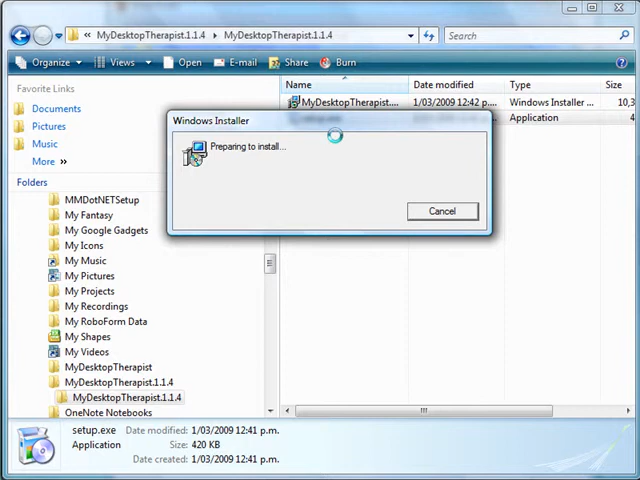 « MyDesktopTherapist.1.1.4 MyDesktopTherapist.1.1.4
Search
Organize Views Open E-mail Share Burn
Favorite Links
Documents
Pictures
Music
More »
Folders
MMDotNETSetup
My Fantasy
My Google Gadgets
My Icons
My Music
My Pictures
My Projects
My Recordings
My RoboForm Data
My Shapes
My Videos
MyDesktopTherapist
MyDesktopTherapist.1.1.4
MyDesktopTherapist.1.1.4
OneNote Notebooks
Name Date modified Type Size
MyDesktopTherapist.... 1/03/2009 12:42 p.... Windows Installer ... 10,3
Application 4
Windows Installer
Preparing to install...
Cancel
setup.exe Date modified: 1/03/2009 12:41 p.m.
Application Size: 420 KB
Date created: 1/03/2009 12:41 p.m.